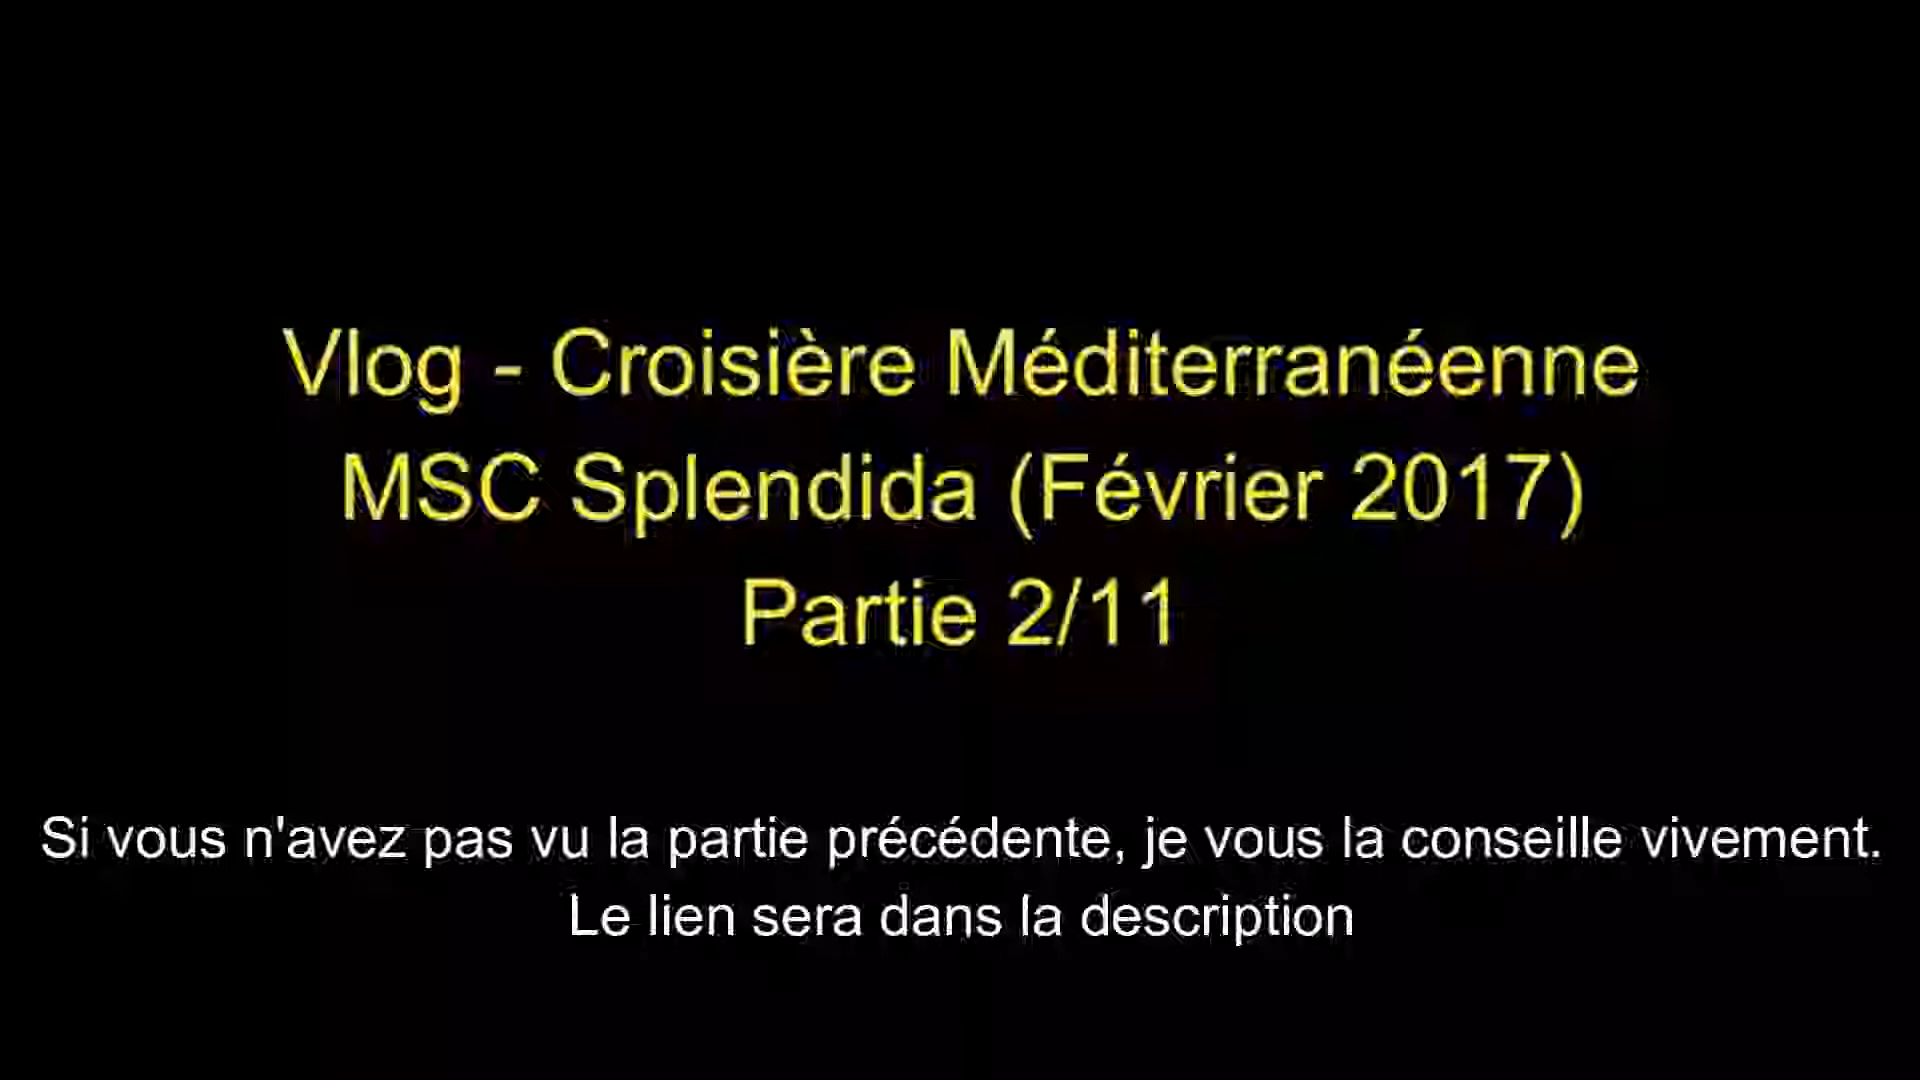 Vlog - Croisière Méditerranéenne
MSC Splendida (Février 2017)
Partie 2/11
Si vous n'avez pas vu la partie précédente, je vous la conseille vivement.
Le lien sera dans la description